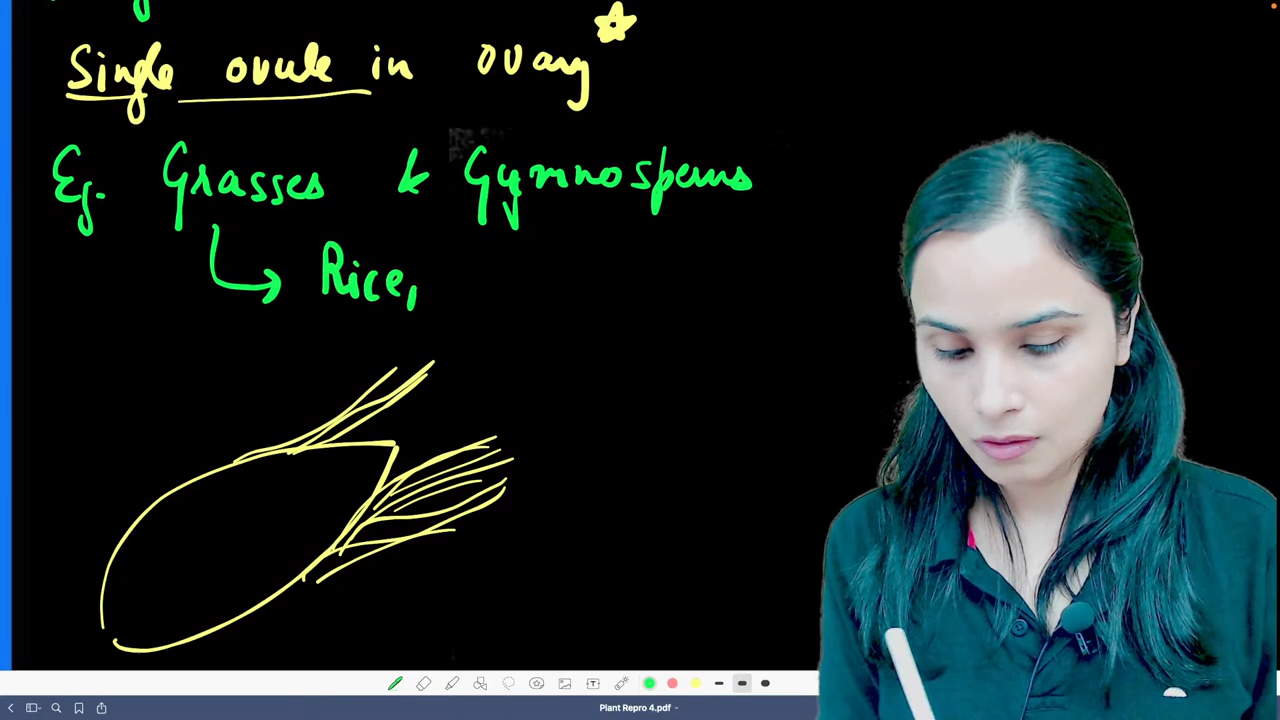 Single ovule in ovary
Eg. Grasses & Gymnosperms
Rice,
Plant Repro 4.pdf